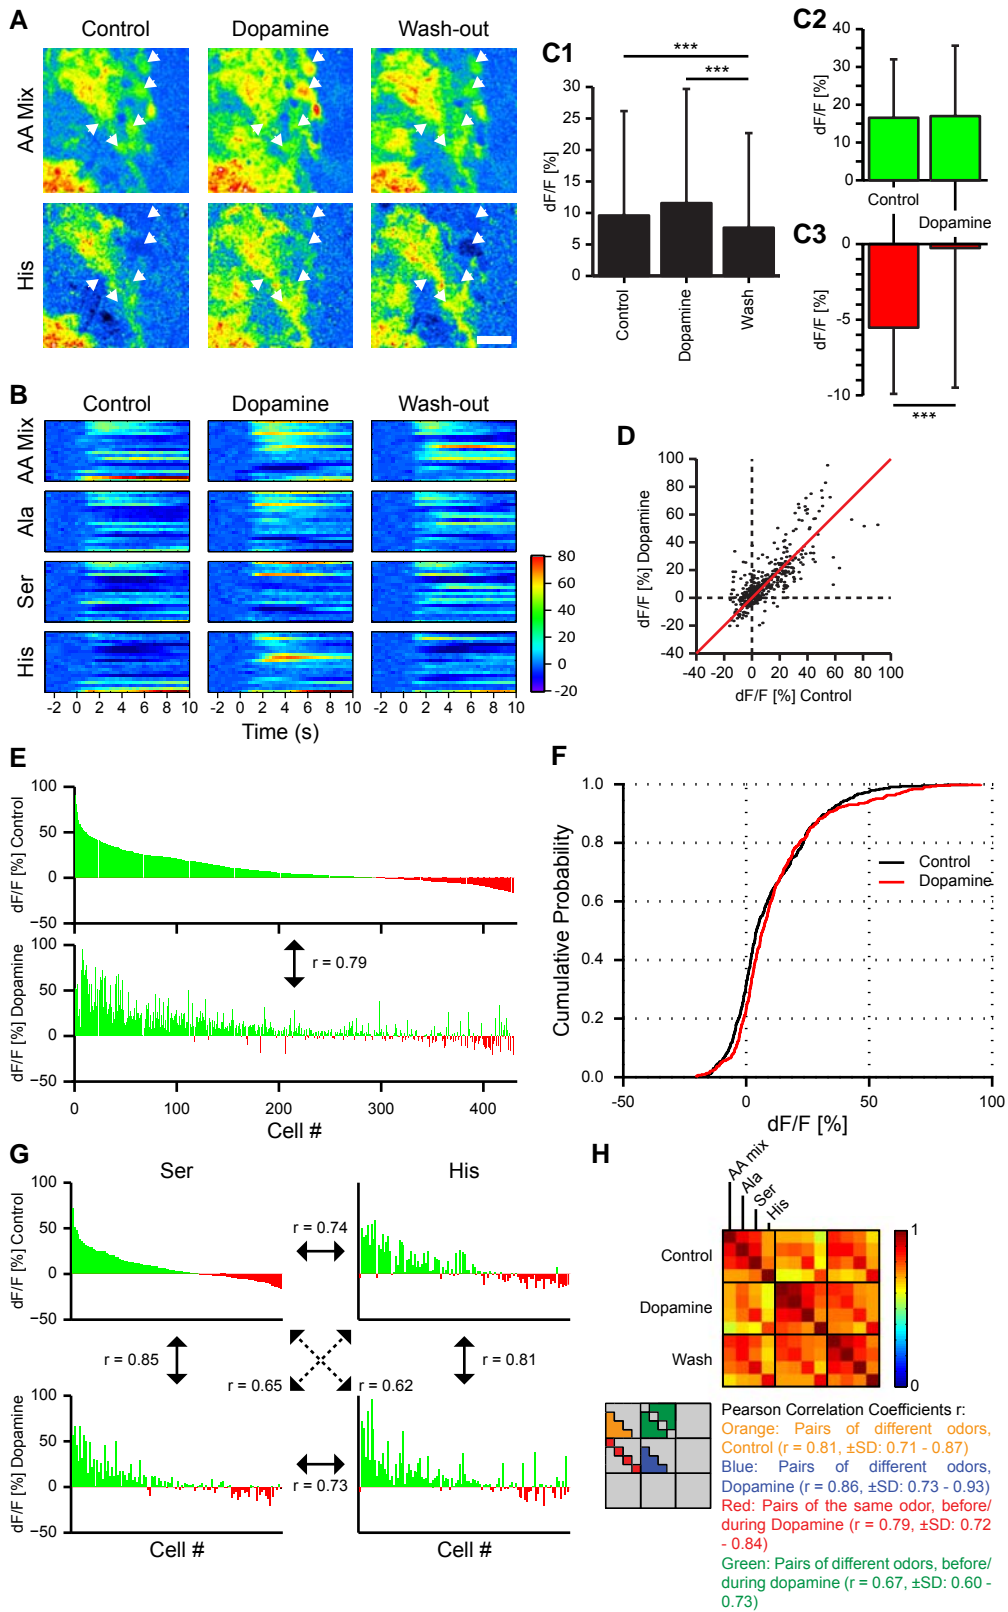 A
Control
Dopamine
Wash-out
AA Mix
His
B
Control
Dopamine
Wash-out
AA Mix
Ala
Ser
His
80
60
40
20
0
-20
-2 0 2 4 6 8 10
-2 0 2 4 6 8 10
-2 0 2 4 6 8 10
Time (s)
C1
***
***
dF/F [%]
30
25
20
15
10
5
0
Control
Dopamine
Wash
C2
dF/F [%]
40
30
20
10
0
Control
Dopamine
C3
dF/F [%]
0
-5
-10
***
D
dF/F [%] Dopamine
100
80
60
40
20
0
-20
-40
-40 -20 0 20 40 60 80 100
dF/F [%] Control
E
dF/F [%] Control
100
50
0
−50
r = 0.79
dF/F [%] Dopamine
100
50
0
−50
0 100 200 300 400
Cell #
F
Cumulative Probability
1.0
0.8
0.6
0.4
0.2
0.0
Control
Dopamine
-50 0 50 100
dF/F [%]
G
Ser
His
dF/F [%] Control
100
50
0
−50
r = 0.74
r = 0.85
r = 0.65
r = 0.62
r = 0.81
dF/F [%] Dopamine
100
50
0
−50
r = 0.73
Cell #
Cell #
H
AA mix
Ala
Ser
His
Control
Dopamine
Wash
1
0
Pearson Correlation Coefficients r:
Orange: Pairs of different odors,
Control (r = 0.81, ±SD: 0.71 - 0.87)
Blue: Pairs of different odors,
Dopamine (r = 0.86, ±SD: 0.73 - 0.93)
Red: Pairs of the same odor, before/
during Dopamine (r = 0.79, ±SD: 0.72
- 0.84)
Green: Pairs of different odors, before/
during dopamine (r = 0.67, ±SD: 0.60 -
0.73)